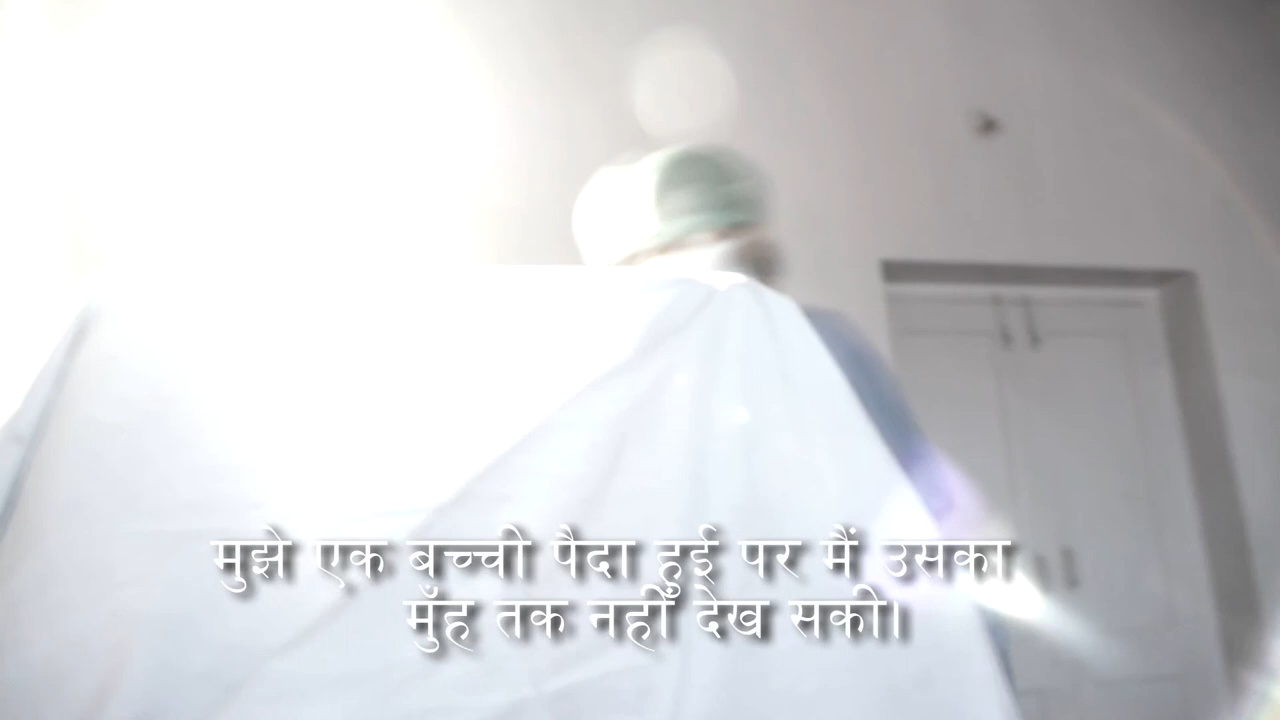 मुझे एक बच्ची पैदा हुई पर मैं उसका
मुँह तक नहीं देख सकी।